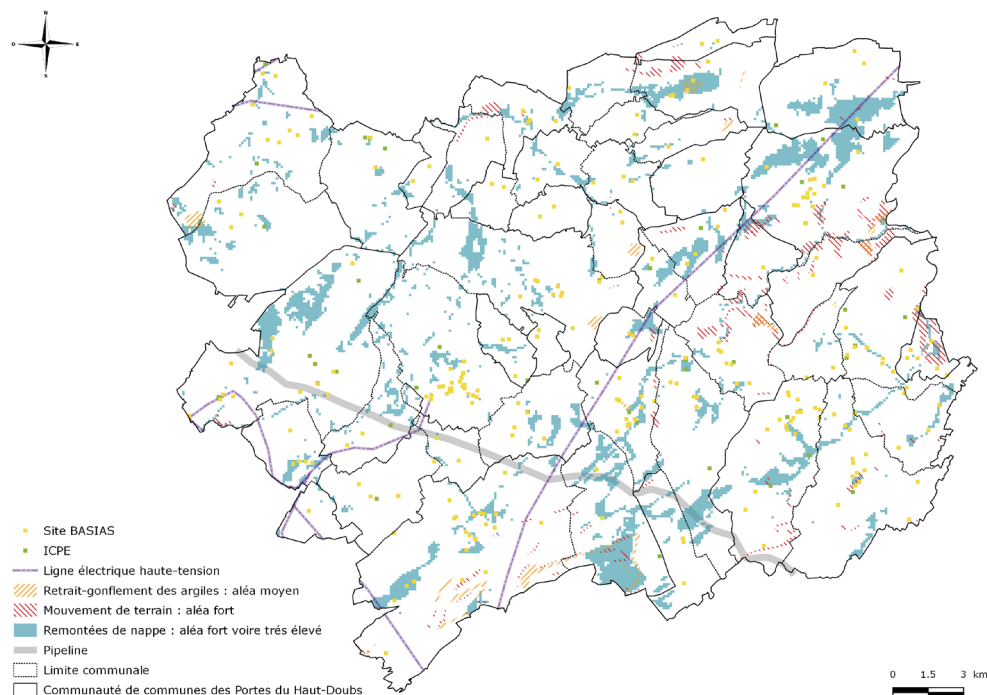 N
O E
S
Site BASIAS
ICPE
Ligne électrique haute-tension
Retrait-gonflement des argiles : aléa moyen
Mouvement de terrain : aléa fort
Remontées de nappe : aléa fort voire trés élevé
Pipeline
Limite communale
Communauté de communes des Portes du Haut-Doubs
0 1.5 3 km